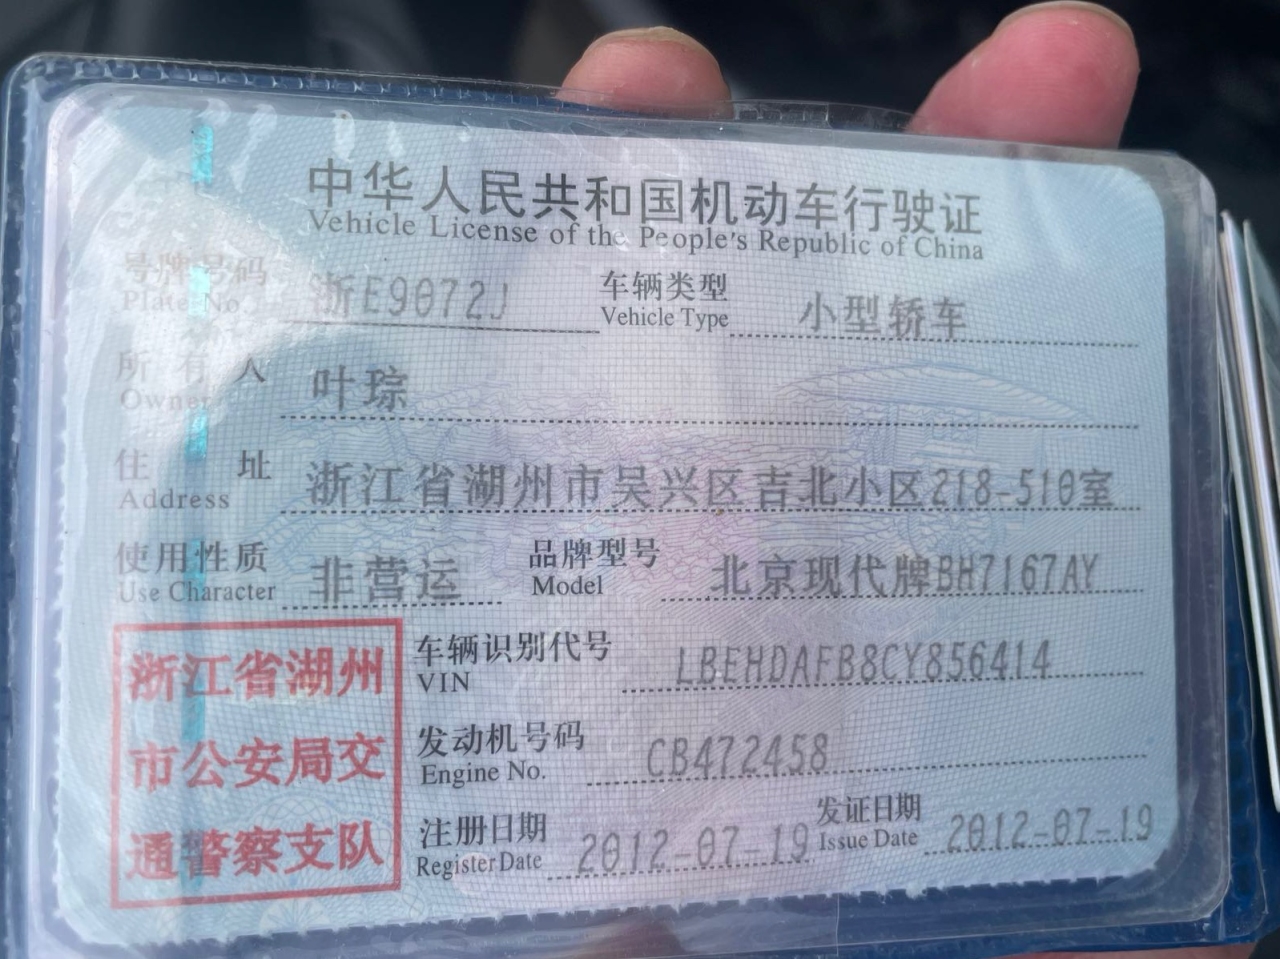 中华人民共和国机动车行驶证
Vehicle License of the People's Republic of China
号牌号码 浙E9072J 车辆类型 小型轿车
Plate No. Vehicle Type
所有人 叶琮
Owner
住址 浙江省湖州市吴兴区吉北小区218-510室
Address
使用性质 非营运 品牌型号 北京现代牌BH7167AY
Use Character Model
浙江省湖州
市公安局交
通警察支队
车辆识别代号 LBEHDAFB8CY856414
VIN
发动机号码 CB472458
Engine No.
注册日期 2012-07-19 发证日期 2012-07-19
Register Date Issue Date